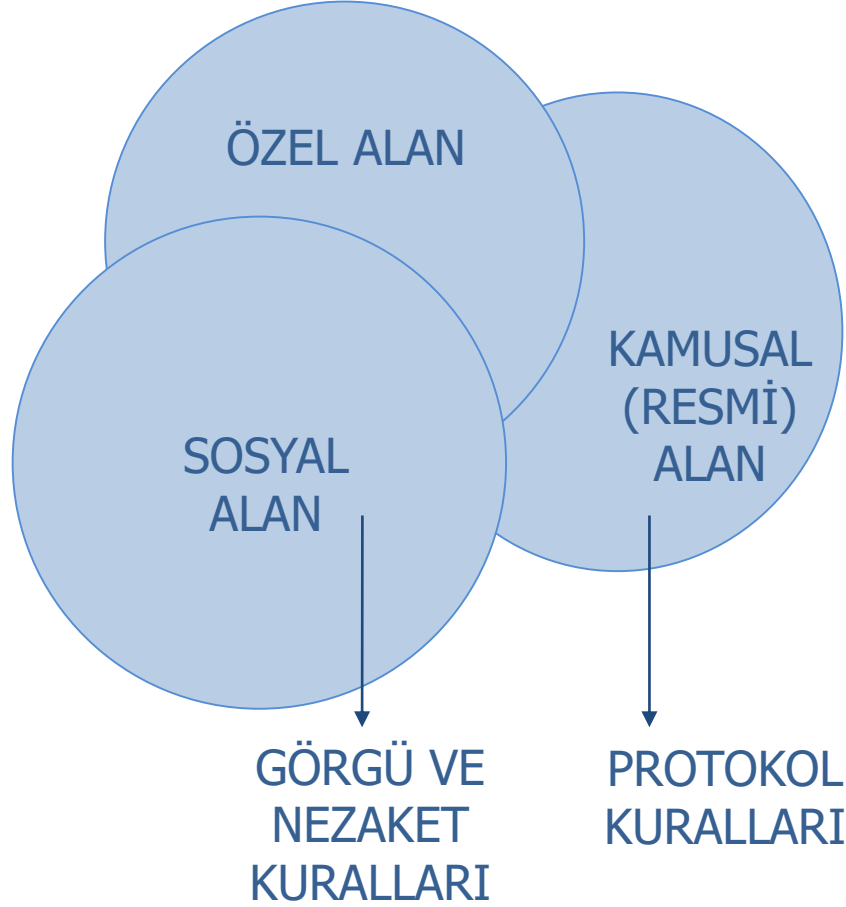 ÖZEL ALAN
KAMUSAL
(RESMİ)
ALAN
SOSYAL
ALAN
GÖRGÜ VE
NEZAKET
KURALLARI
PROTOKOL
KURALLARI